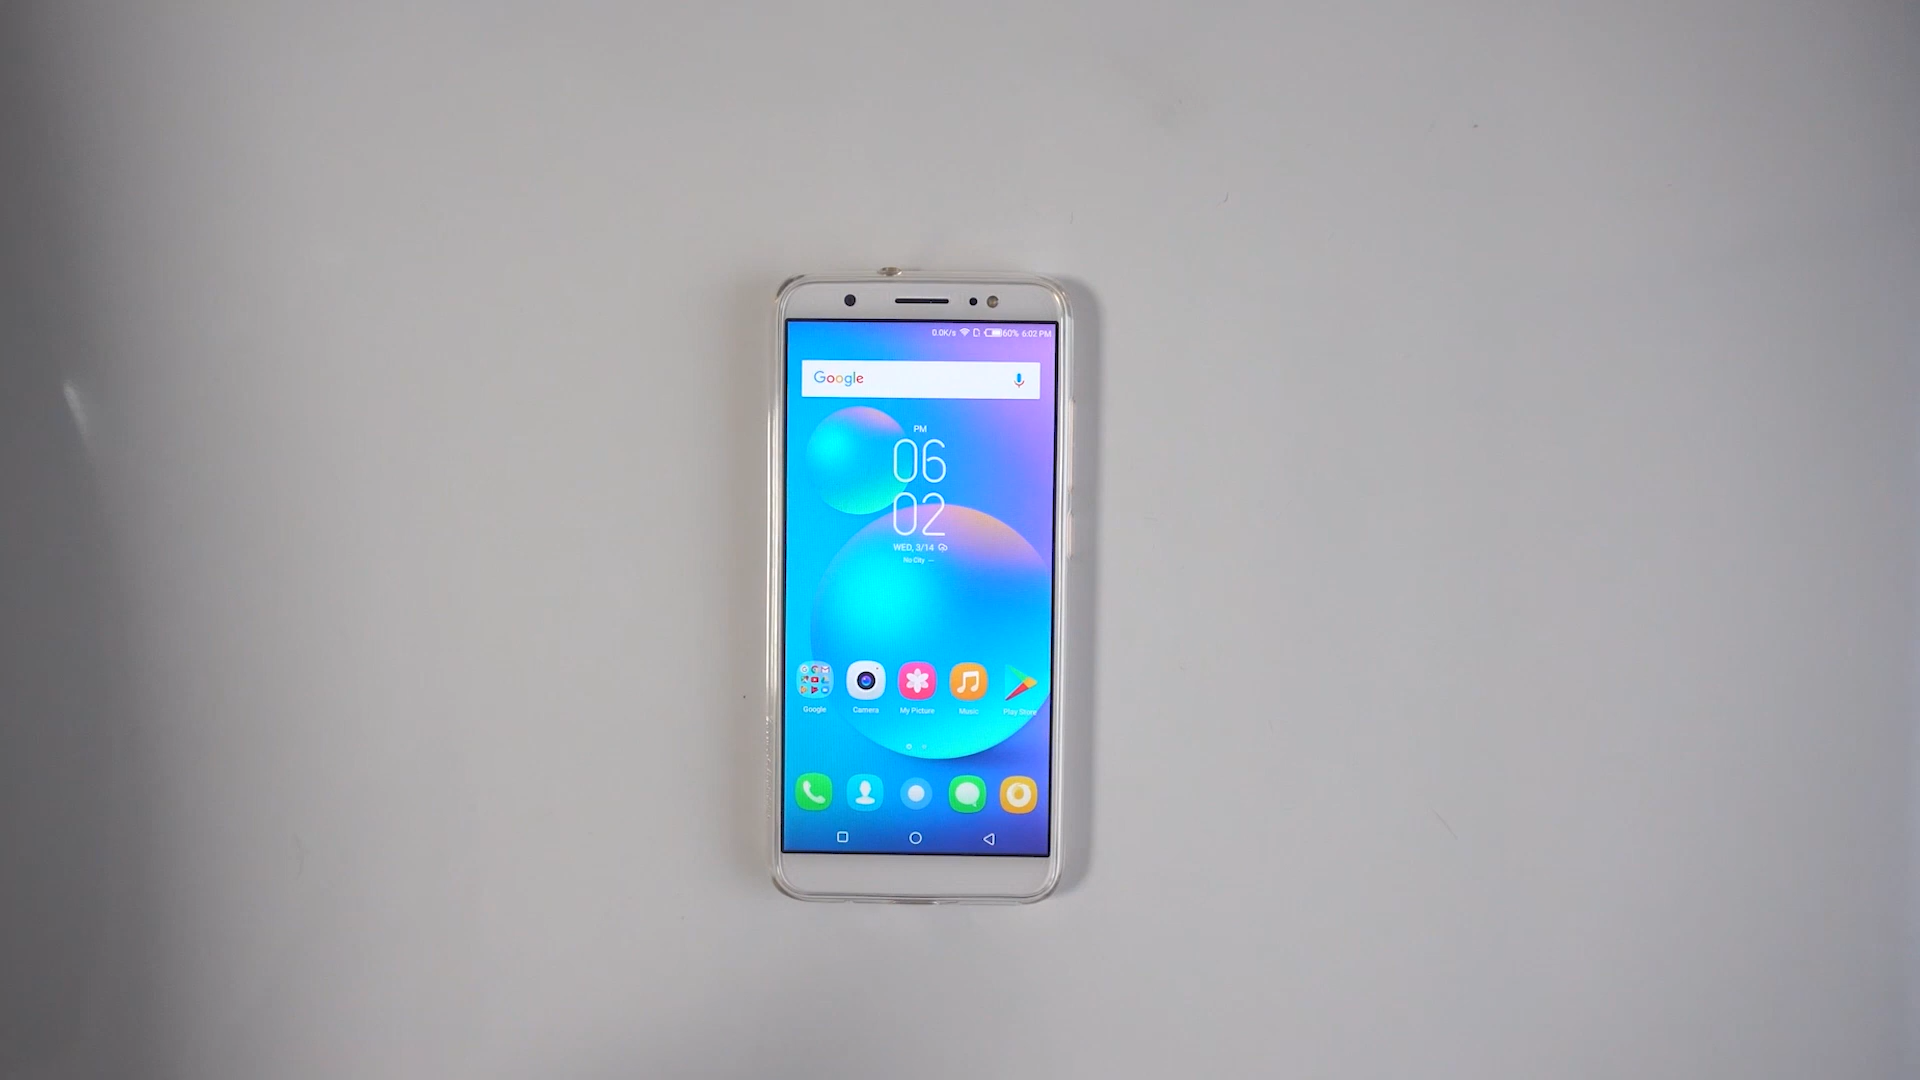 0.0K/s 60% 6:02 PM
Google
PM
06
02
WED, 3/14
No City
Google Camera My Picture Music Play Store